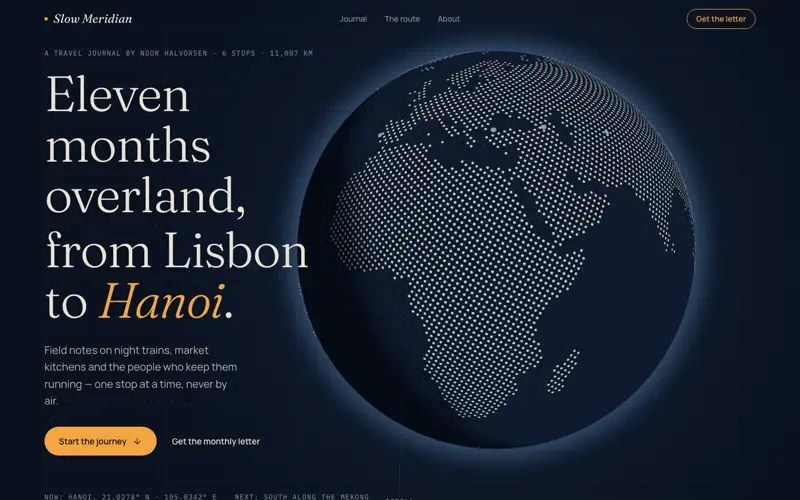 Slow Meridian
Journal
The route
About
Get the letter
A TRAVEL JOURNAL BY NOOR HALVORSEN · 6 STOPS · 11,007 KM
Eleven
months
overland,
from Lisbon
to Hanoi.
Field notes on night trains, market
kitchens and the people who keep them
running — one stop at a time, never by
air.
Start the journey ↓
Get the monthly letter
NOW: HANOI, 21.0278° N · 105.8342° E
NEXT: SOUTH ALONG THE MEKONG